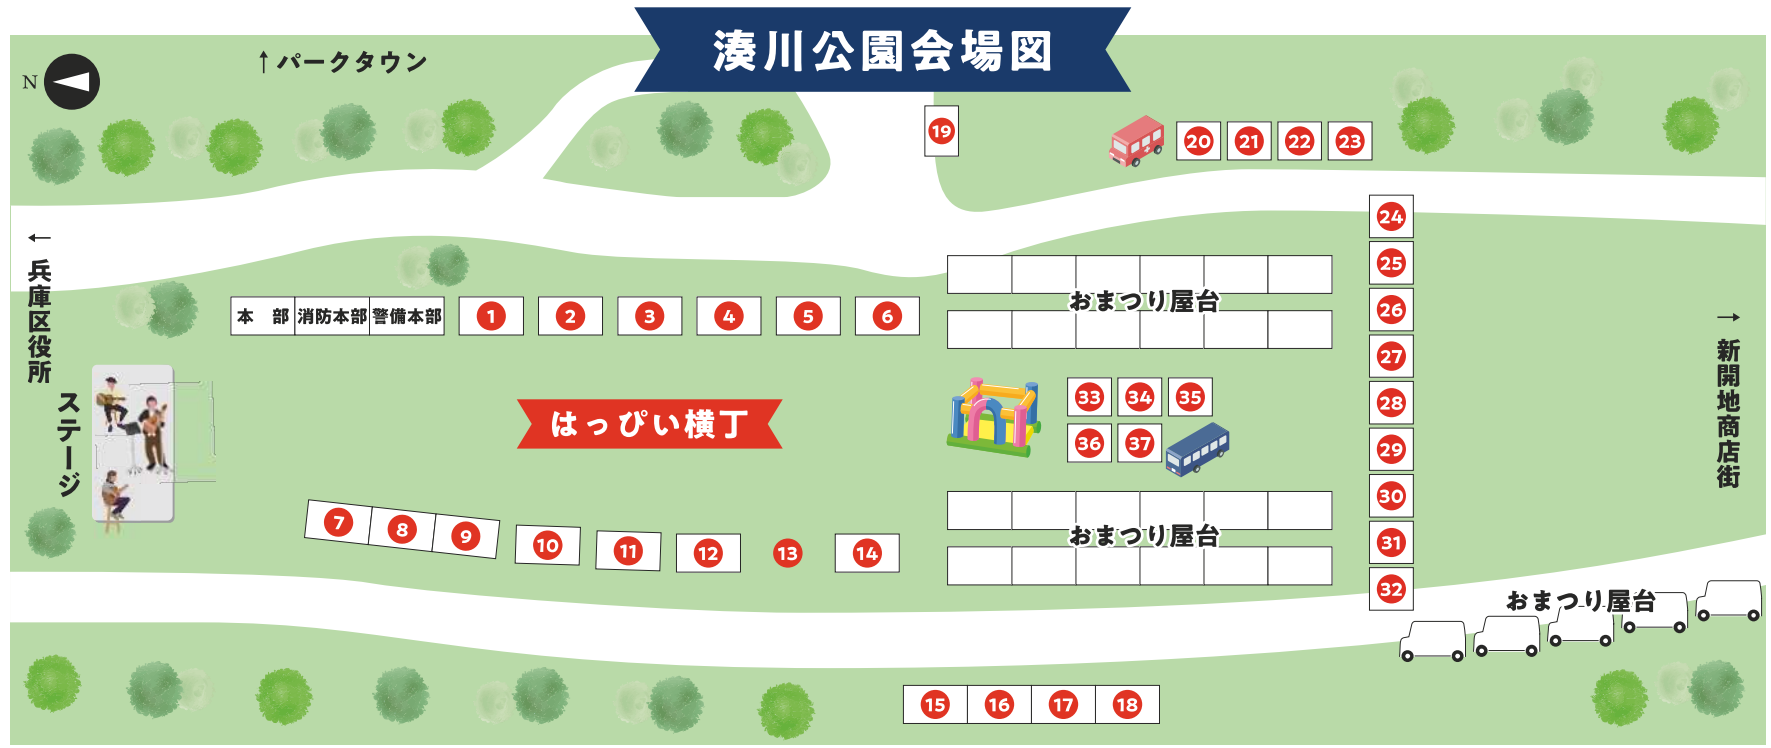 湊川公園会場図
N
↑パークタウン
19
20 21 22 23
←兵庫区役所
本 部 消防本部 警備本部 1 2 3 4 5 6
おまつり屋台
24
25
26
27
28
29
30
31
32
→新開地商店街
ステージ
はっぴい横丁
33 34 35
36 37
7 8 9 10 11 12 13 14
おまつり屋台
おまつり屋台
15 16 17 18